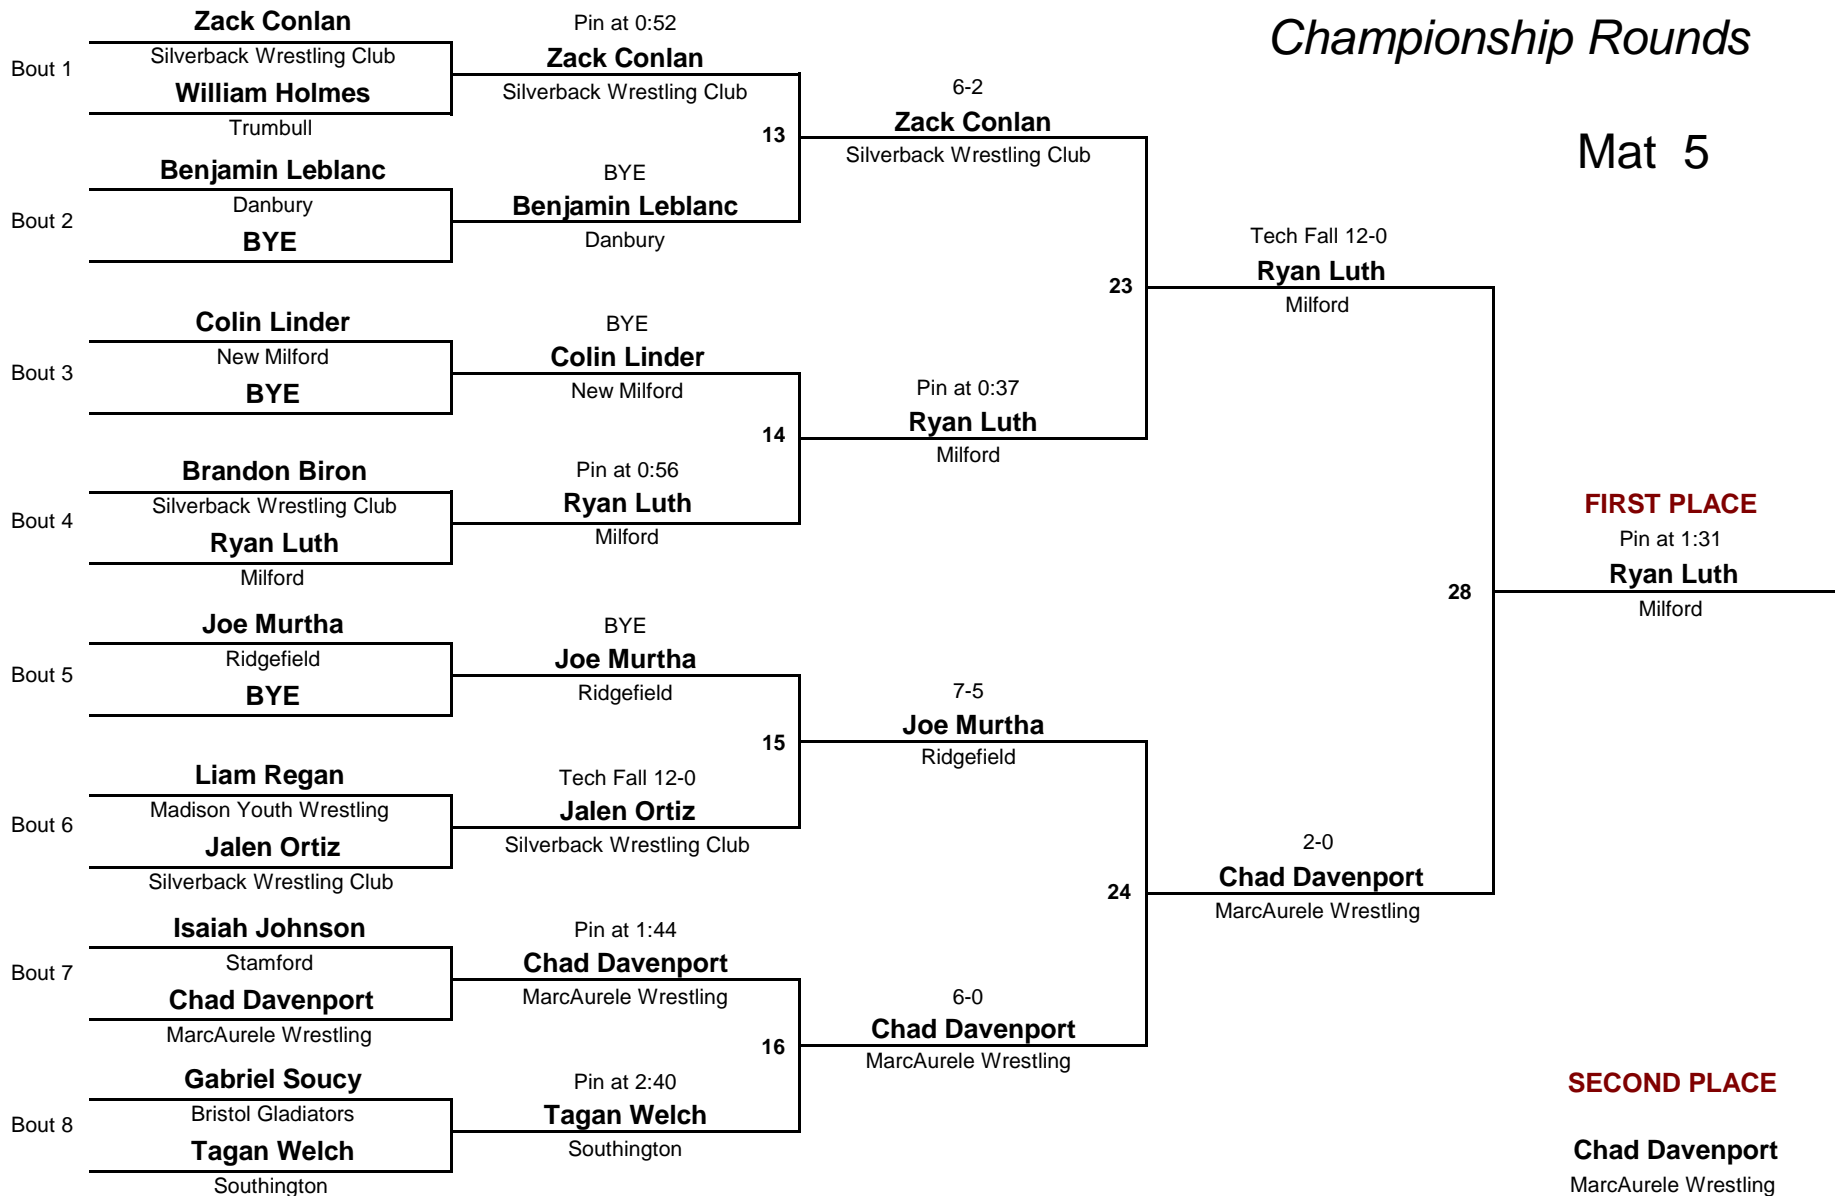 Championship Rounds
Mat 5
Bout 1
Zack Conlan
Silverback Wrestling Club
William Holmes
Trumbull
Bout 2
Benjamin Leblanc
Danbury
BYE
Bout 3
Colin Linder
New Milford
BYE
Bout 4
Brandon Biron
Silverback Wrestling Club
Ryan Luth
Milford
Bout 5
Joe Murtha
Ridgefield
BYE
Bout 6
Liam Regan
Madison Youth Wrestling
Jalen Ortiz
Silverback Wrestling Club
Bout 7
Isaiah Johnson
Stamford
Chad Davenport
MarcAurele Wrestling
Bout 8
Gabriel Soucy
Bristol Gladiators
Tagan Welch
Southington
Pin at 0:52
Zack Conlan
Silverback Wrestling Club
13
BYE
Benjamin Leblanc
Danbury
BYE
Colin Linder
New Milford
14
Pin at 0:56
Ryan Luth
Milford
BYE
Joe Murtha
Ridgefield
15
Tech Fall 12-0
Jalen Ortiz
Silverback Wrestling Club
Pin at 1:44
Chad Davenport
MarcAurele Wrestling
16
Pin at 2:40
Tagan Welch
Southington
6-2
Zack Conlan
Silverback Wrestling Club
23
Pin at 0:37
Ryan Luth
Milford
7-5
Joe Murtha
Ridgefield
24
6-0
Chad Davenport
MarcAurele Wrestling
Tech Fall 12-0
Ryan Luth
Milford
28
2-0
Chad Davenport
MarcAurele Wrestling
FIRST PLACE
Pin at 1:31
Ryan Luth
Milford
SECOND PLACE
Chad Davenport
MarcAurele Wrestling